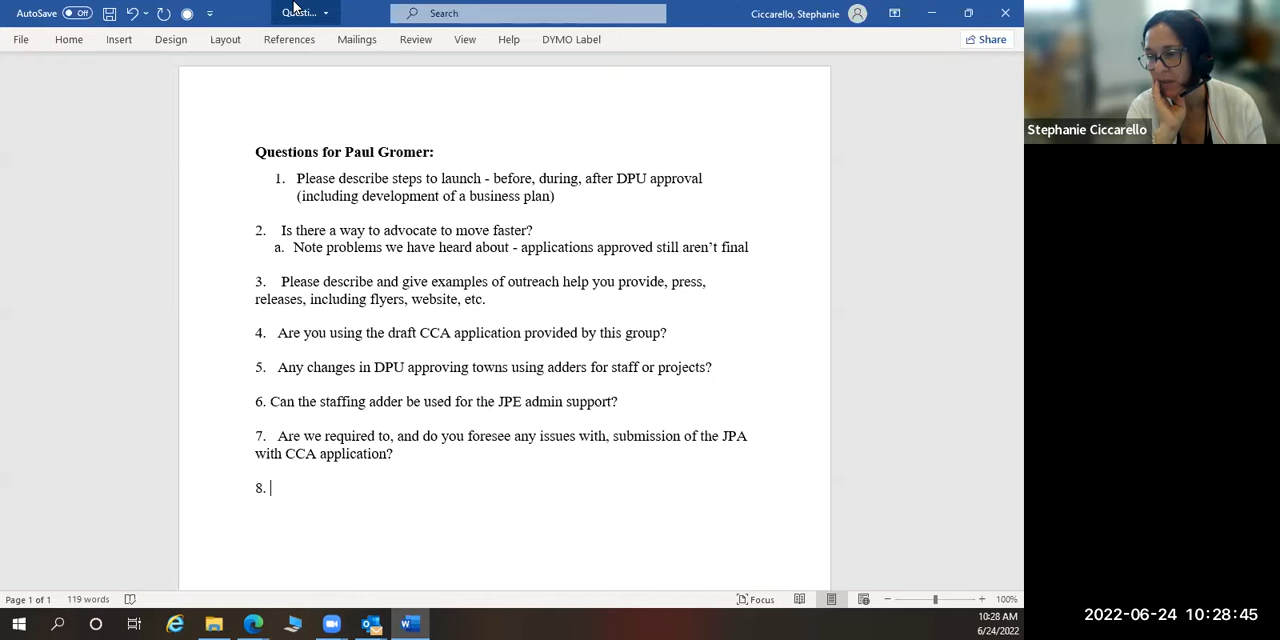 AutoSave Off Questi... Search Ciccarello, Stephanie
File Home Insert Design Layout References Mailings Review View Help DYMO Label Share
Stephanie Ciccarello
Questions for Paul Gromer:
1. Please describe steps to launch - before, during, after DPU approval
(including development of a business plan)
2. Is there a way to advocate to move faster?
a. Note problems we have heard about - applications approved still aren’t final
3. Please describe and give examples of outreach help you provide, press,
releases, including flyers, website, etc.
4. Are you using the draft CCA application provided by this group?
5. Any changes in DPU approving towns using adders for staff or projects?
6. Can the staffing adder be used for the JPE admin support?
7. Are we required to, and do you foresee any issues with, submission of the JPA
with CCA application?
8.
Page 1 of 1 119 words Focus 100%
10:28 AM
6/24/2022
2022-06-24 10:28:45